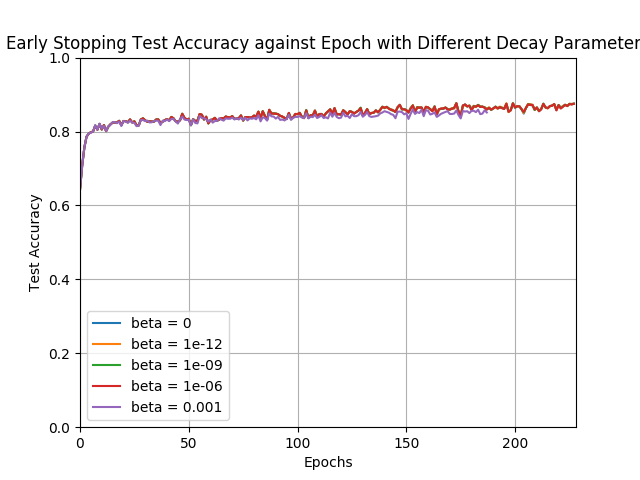 Early Stopping Test Accuracy against Epoch with Different Decay Parameter
1.0
0.8
0.6
0.4
0.2
0.0
Test Accuracy
beta = 0
beta = 1e-12
beta = 1e-09
beta = 1e-06
beta = 0.001
0 50 100 150 200
Epochs